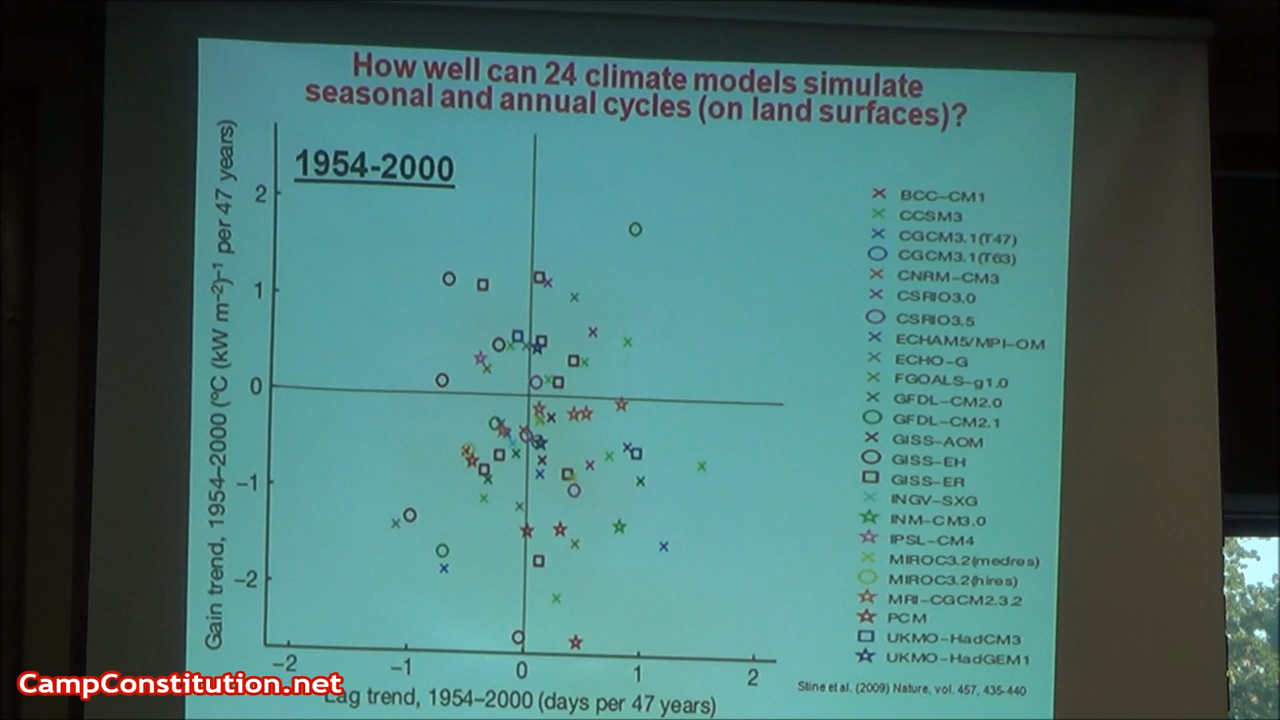 How well can 24 climate models simulate
seasonal and annual cycles (on land surfaces)?
1954-2000
Gain trend, 1954–2000 (ºC (kW m⁻²)⁻¹ per 47 years)
2
1
0
−1
−2
−2
−1
0
1
2
Lag trend, 1954–2000 (days per 47 years)
BCC–CM1
CCSM3
CGCM3.1(T47)
CGCM3.1(T63)
CNRM–CM3
CSRIO3.0
CSRIO3.5
ECHAM5/MPI–OM
ECHO–G
FGOALS–g1.0
GFDL–CM2.0
GFDL–CM2.1
GISS–AOM
GISS–EH
GISS–ER
INGV–SXG
INM–CM3.0
IPSL–CM4
MIROC3.2(medres)
MIROC3.2(hires)
MRI–CGCM2.3.2
PCM
UKMO–HadCM3
UKMO–HadGEM1
Stine et al. (2009) Nature, vol. 457, 435-440
CampConstitution.net